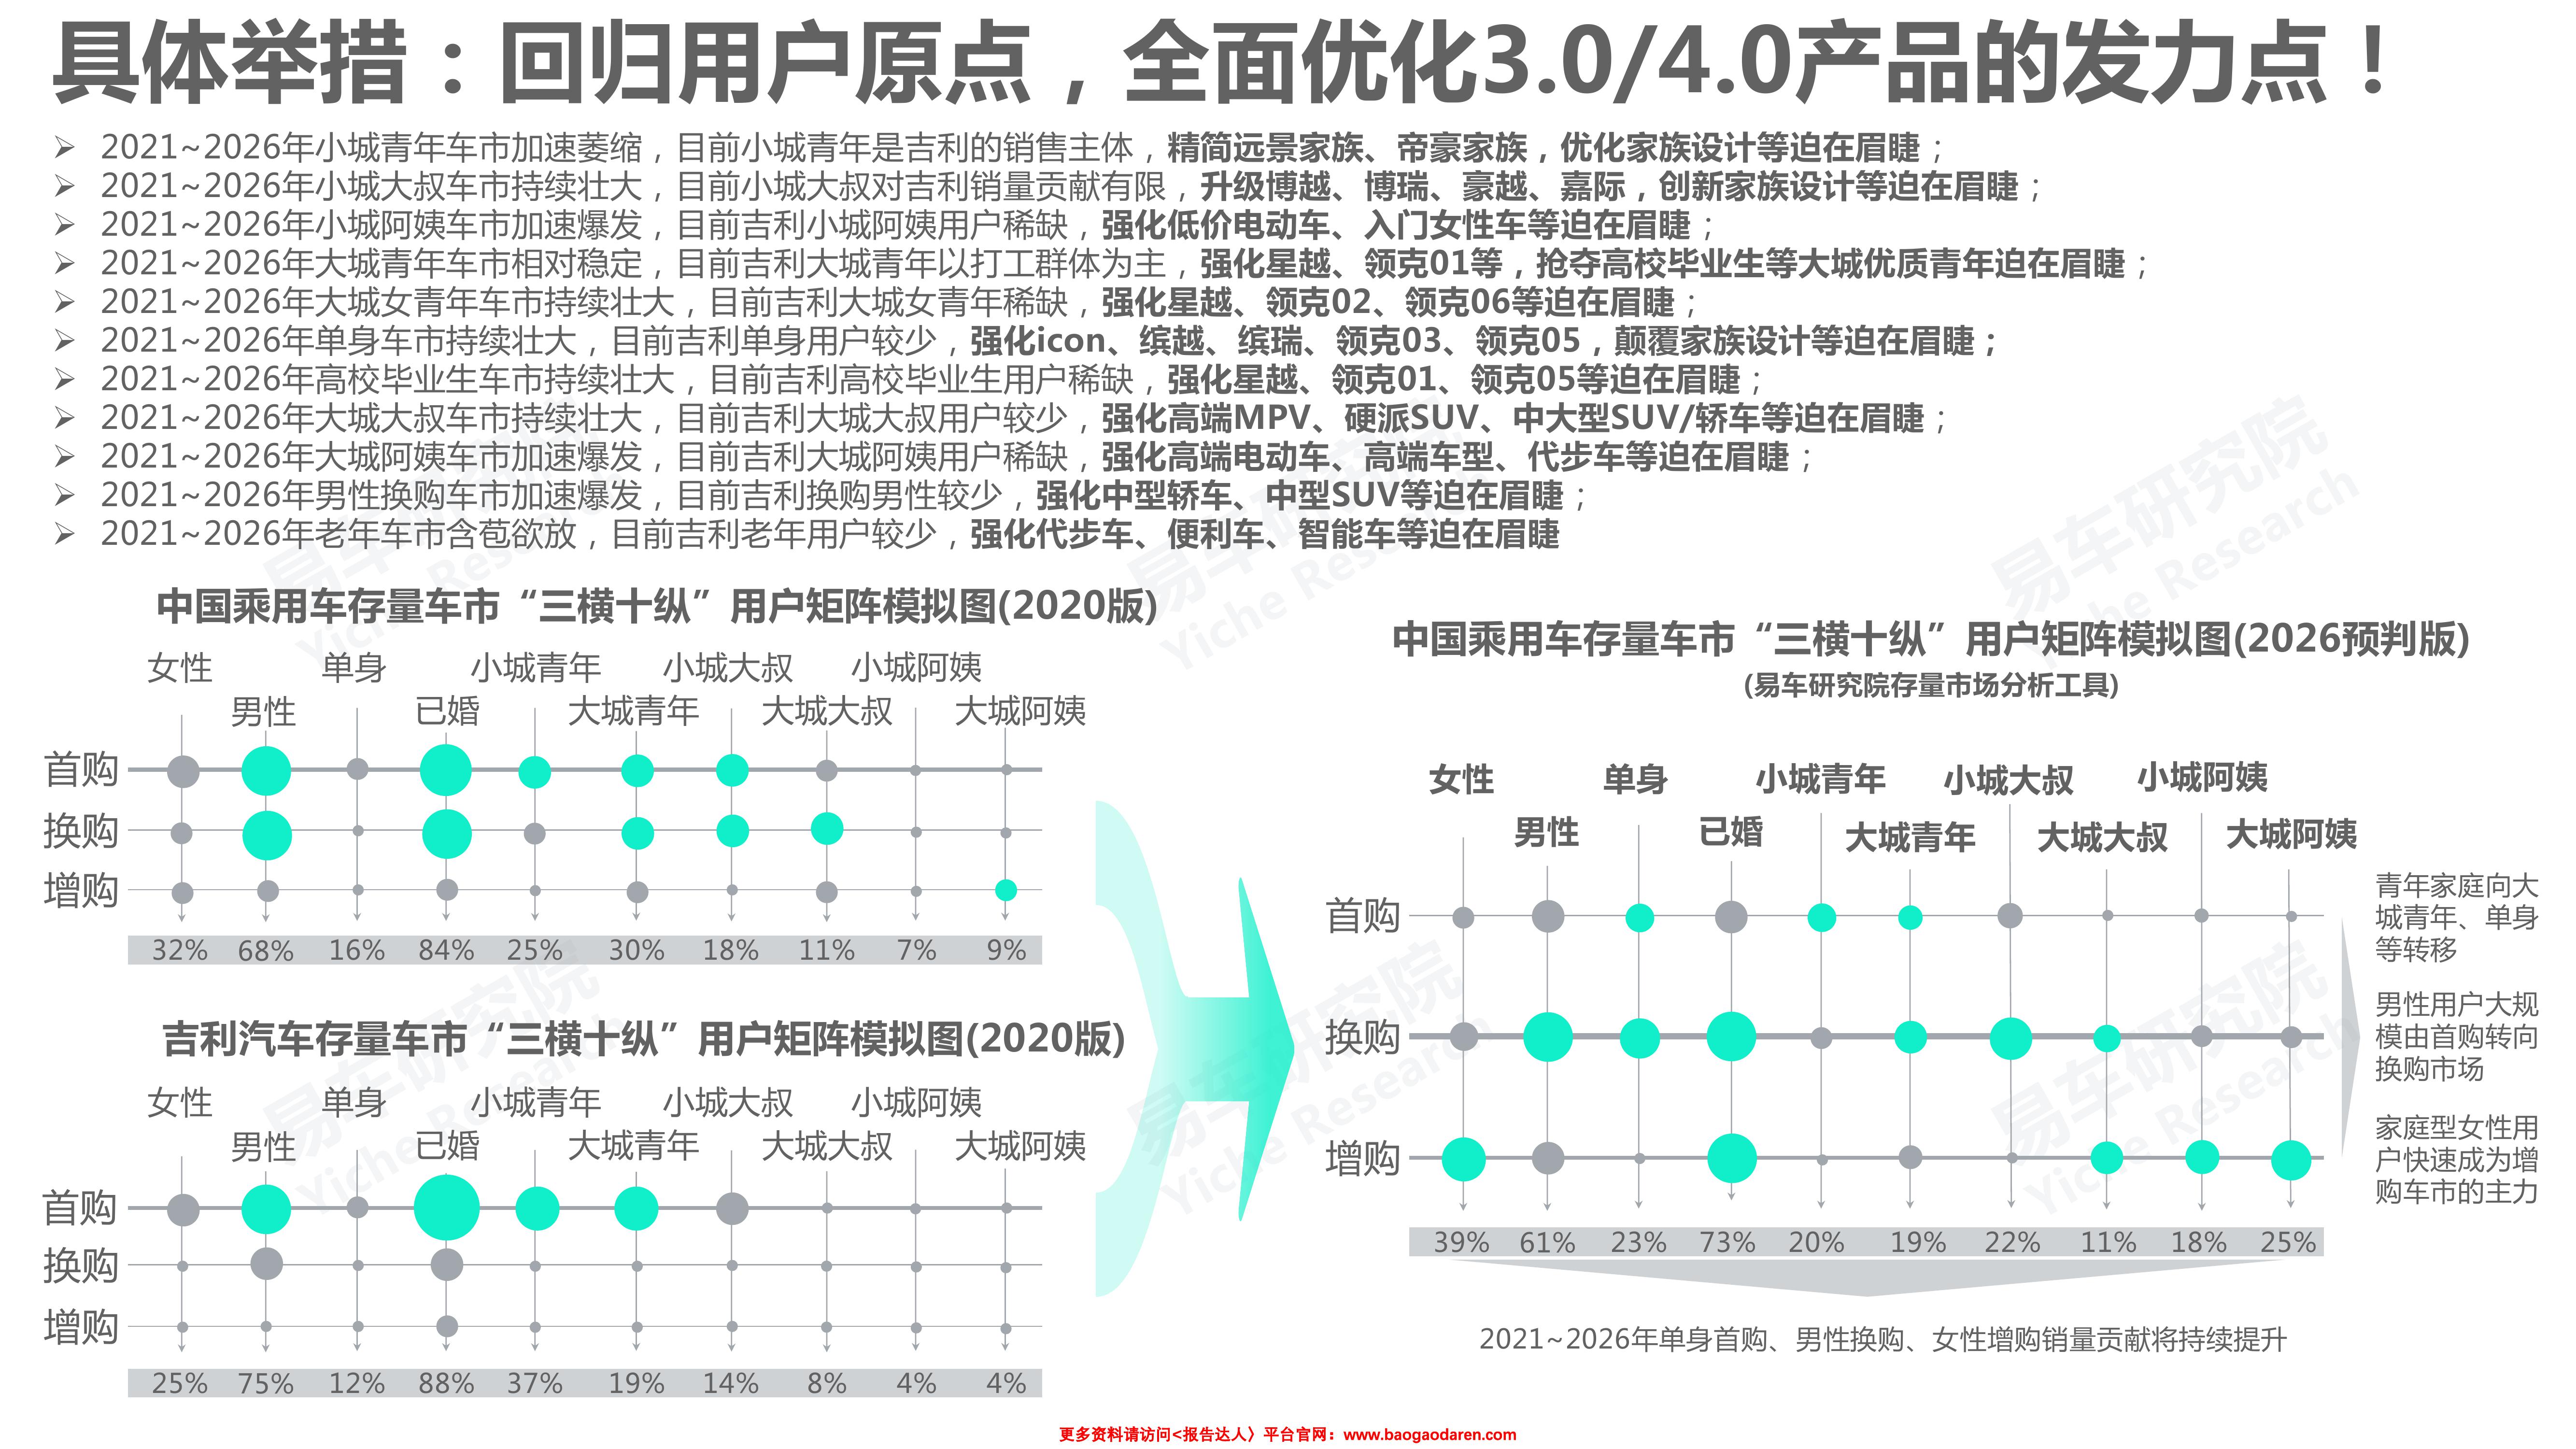 具体举措：回归用户原点，全面优化3.0/4.0产品的发力点！
➢ 2021~2026年小城青年车市加速萎缩，目前小城青年是吉利的销售主体，精简远景家族、帝豪家族，优化家族设计等迫在眉睫；
➢ 2021~2026年小城大叔车市持续壮大，目前小城大叔对吉利销量贡献有限，升级博越、博瑞、豪越、嘉际，创新家族设计等迫在眉睫；
➢ 2021~2026年小城阿姨车市加速爆发，目前吉利小城阿姨用户稀缺，强化低价电动车、入门女性车等迫在眉睫；
➢ 2021~2026年大城青年车市相对稳定，目前吉利大城青年以打工群体为主，强化星越、领克01等，抢夺高校毕业生等大城优质青年迫在眉睫；
➢ 2021~2026年大城女青年车市持续壮大，目前吉利大城女青年稀缺，强化星越、领克02、领克06等迫在眉睫；
➢ 2021~2026年单身车市持续壮大，目前吉利单身用户较少，强化icon、缤越、缤瑞、领克03、领克05，颠覆家族设计等迫在眉睫；
➢ 2021~2026年高校毕业生车市持续壮大，目前吉利高校毕业生用户稀缺，强化星越、领克01、领克05等迫在眉睫；
➢ 2021~2026年大城大叔车市持续壮大，目前吉利大城大叔用户较少，强化高端MPV、硬派SUV、中大型SUV/轿车等迫在眉睫；
➢ 2021~2026年大城阿姨车市加速爆发，目前吉利大城阿姨用户稀缺，强化高端电动车、高端车型、代步车等迫在眉睫；
➢ 2021~2026年男性换购车市加速爆发，目前吉利换购男性较少，强化中型轿车、中型SUV等迫在眉睫；
➢ 2021~2026年老年车市含苞欲放，目前吉利老年用户较少，强化代步车、便利车、智能车等迫在眉睫
中国乘用车存量车市“三横十纵”用户矩阵模拟图(2020版)
女性 单身 小城青年 小城大叔 小城阿姨
男性 已婚 大城青年 大城大叔 大城阿姨
首购
换购
增购
32% 68% 16% 84% 25% 30% 18% 11% 7% 9%
吉利汽车存量车市“三横十纵”用户矩阵模拟图(2020版)
女性 单身 小城青年 小城大叔 小城阿姨
男性 已婚 大城青年 大城大叔 大城阿姨
首购
换购
增购
25% 75% 12% 88% 37% 19% 14% 8% 4% 4%
中国乘用车存量车市“三横十纵”用户矩阵模拟图(2026预判版)
(易车研究院存量市场分析工具)
女性 单身 小城青年 小城大叔 小城阿姨
男性 已婚 大城青年 大城大叔 大城阿姨
首购
换购
增购
39% 61% 23% 73% 20% 19% 22% 11% 18% 25%
青年家庭向大
城青年、单身
等转移
男性用户大规
模由首购转向
换购市场
家庭型女性用
户快速成为增
购车市的主力
2021~2026年单身首购、男性换购、女性增购销量贡献将持续提升
更多资料请访问<报告达人〉平台官网：www.baogaodaren.com
易车研究院
Yiche Research
易车研究院
Yiche Research
易车研究院
Yiche Research
易车研究院
Yiche Research
易车研究院
Yiche Research
易车研究院
Yiche Research